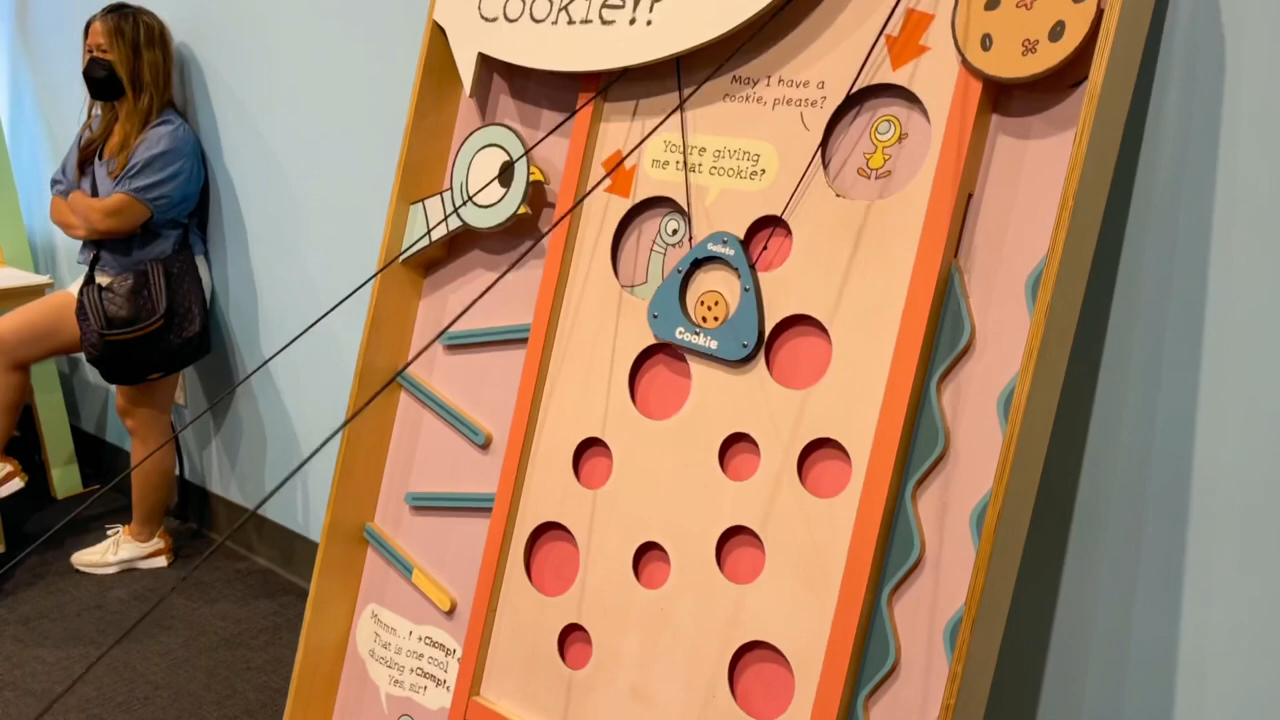 Cookie!?
May I have a
cookie, please?
You're giving
me that cookie?
Galleta
Cookie
Mmmm..! →Chomp!←
That is one cool
duckling →Chomp!←
Yes, sir!